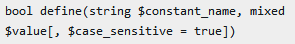 bool define(string $constant_name, mixed
$value[, $case_sensitive = true])